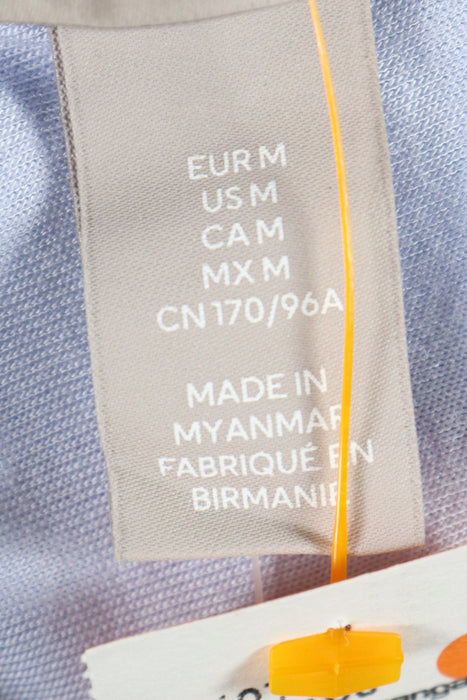 EUR M
US M
CA M
MX M
CN 170/96A
MADE IN
MYANMAR
FABRIQUÉ EN
BIRMANIE